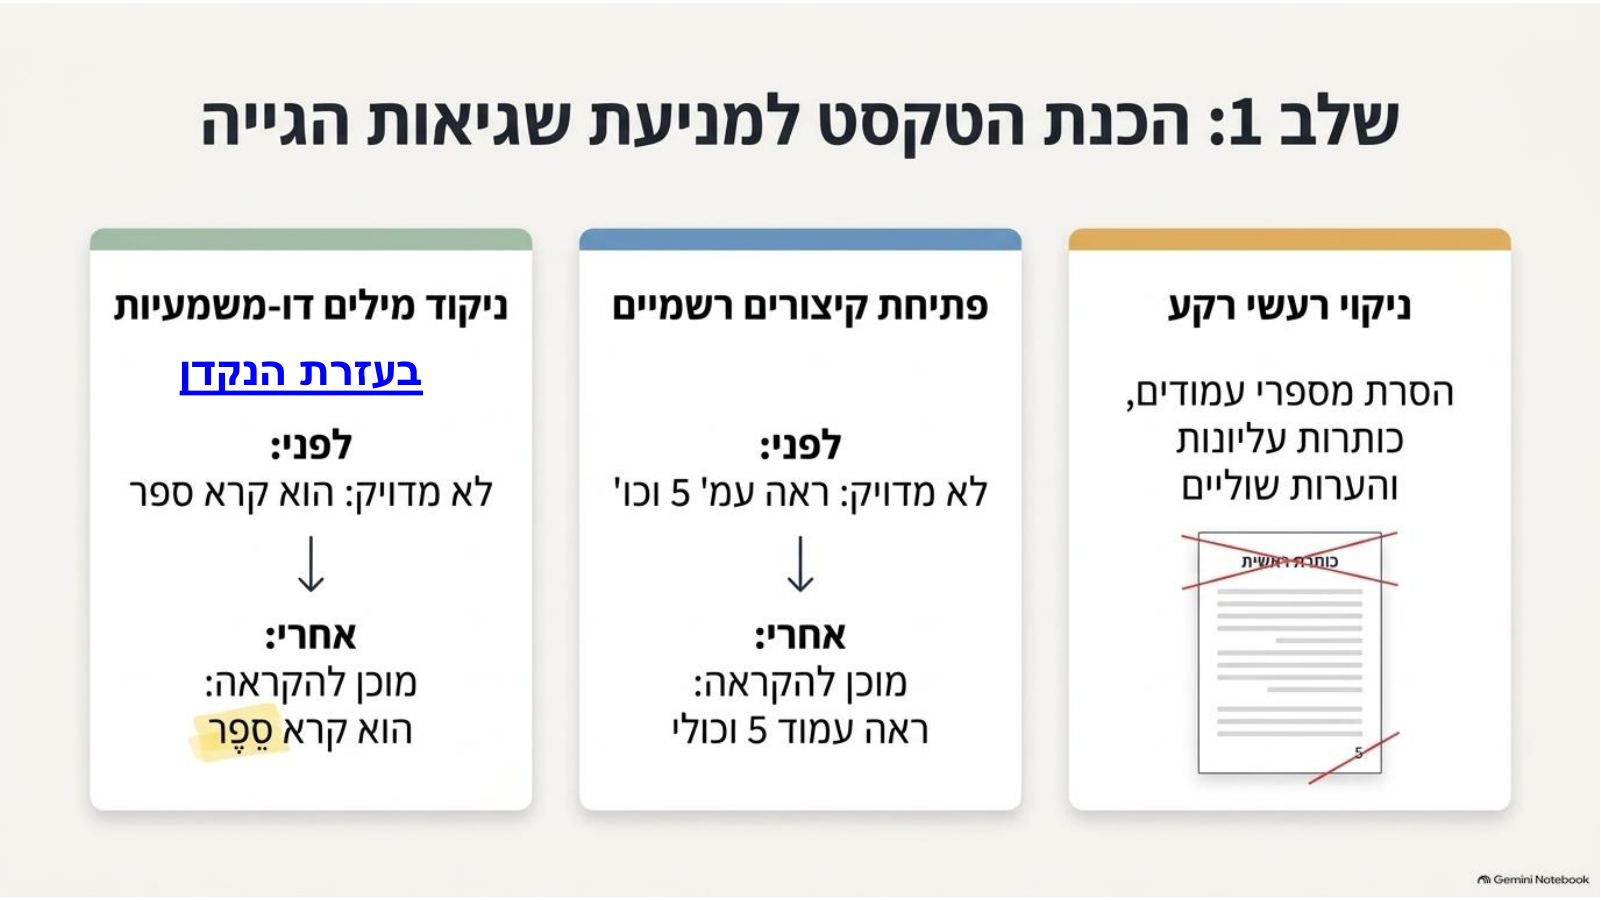 שלב 1: הכנת הטקסט למניעת שגיאות הגייה
ניקוי רעשי רקע
הסרת מספרי עמודים,
כותרות עליונות
והערות שוליים
כותרת ראשית
5
פתיחת קיצורים רשמיים
לפני:
לא מדויק: ראה עמ' 5 וכו'
אחרי:
מוכן להקראה:
ראה עמוד 5 וכולי
ניקוד מילים דו-משמעיות
בעזרת הנקדן
לפני:
לא מדויק: הוא קרא ספר
אחרי:
מוכן להקראה:
הוא קרא סֵפֶר
Gemini Notebook